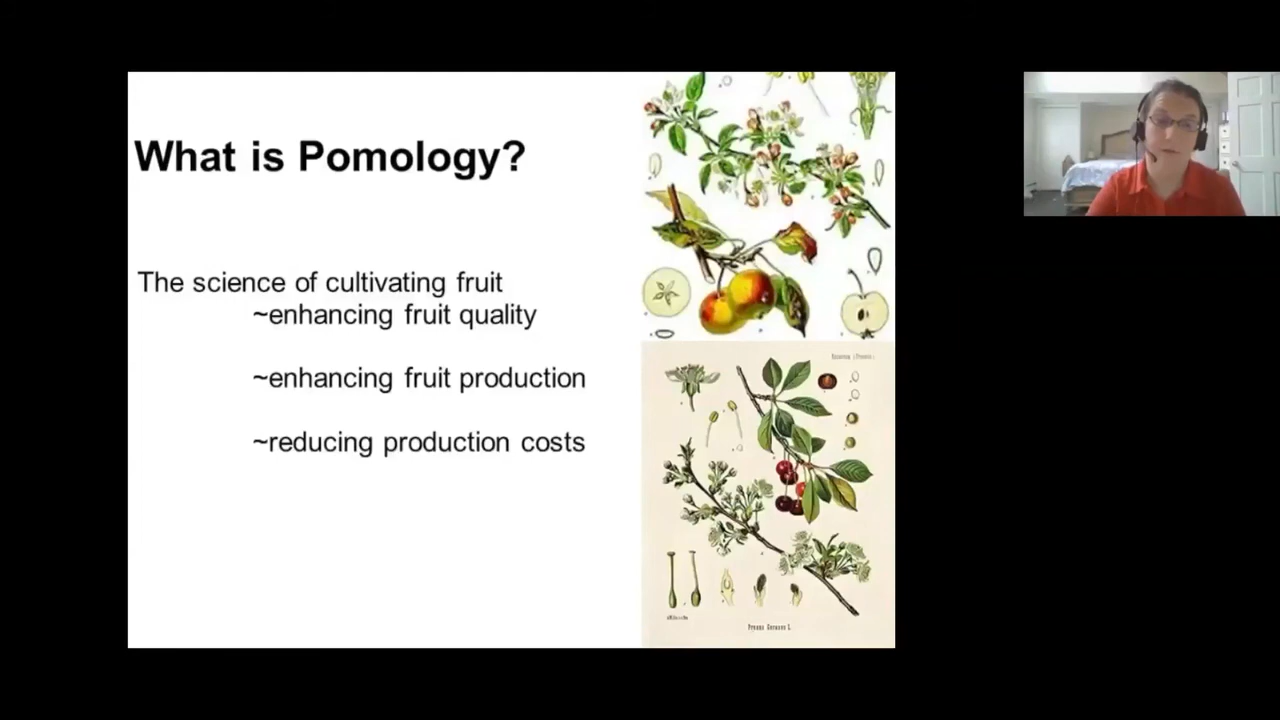 What is Pomology?
The science of cultivating fruit
~enhancing fruit quality
~enhancing fruit production
~reducing production costs